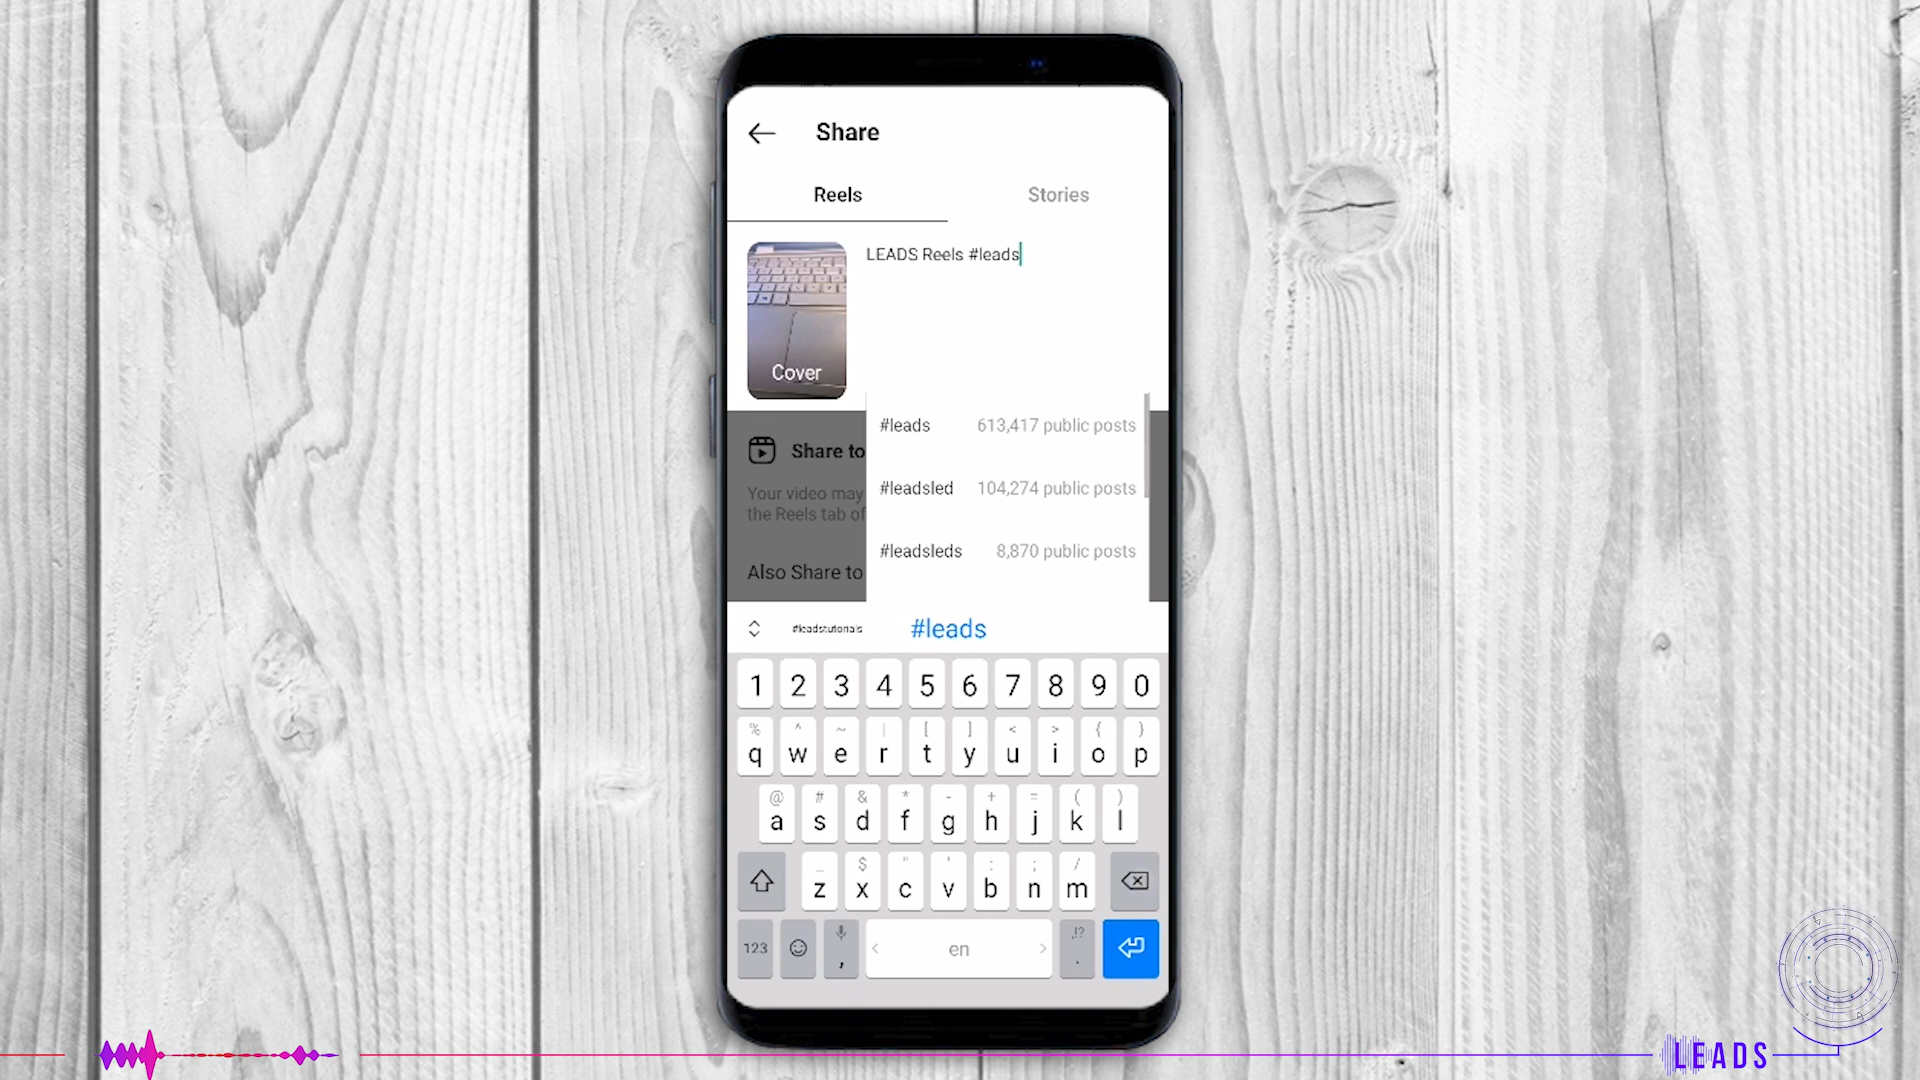 Share
Reels Stories
LEADS Reels #leads
Cover
#leads 613,417 public posts
Share to
#leadsled 104,274 public posts
Your video may
the Reels tab of
#leadsleds 8,870 public posts
Also Share to
#leadstutorials #leads
1 2 3 4 5 6 7 8 9 0
% ^ ~ | [ ] < > { }
q w e r t y u i o p
@ # & * - + = ( )
a s d f g h j k l
_ $ " ' : ; /
z x c v b n m
123 , < en > ,!? .
LEADS